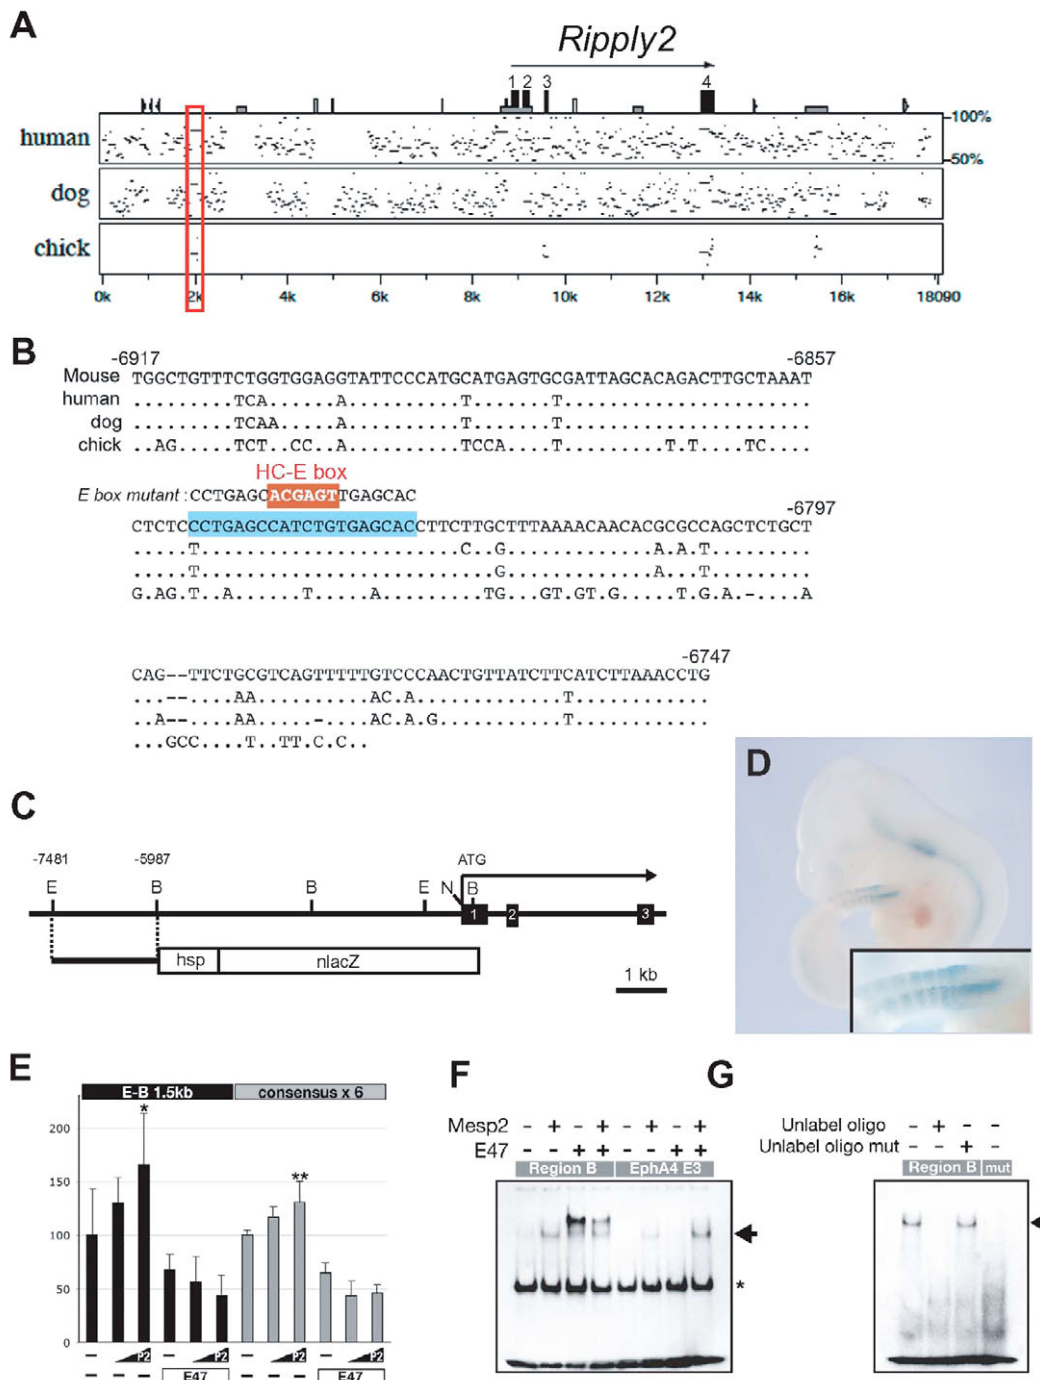 A
Ripply2
1 2 3 4
human
100%
50%
dog
chick
0k 2k 4k 6k 8k 10k 12k 14k 16k 18090
B
-6917 -6857
Mouse TGGCTGTTTCTGGTGGAGGTATTCCCATGCATGAGTGCGATTAGCACAGACTTGCTAAAT
human .........TCA......A..........T.......T......................
dog .........TCAA.....A..........T.......T......................
chick ..AG.....TCT..CC..A..........TCCA....T.........T.T....TC....
HC-E box
E box mutant : CCTGAGCACGAGTTGAGCAC
-6797
CTCTCCCTGAGCCATCTGTGAGCACCTTCTTGCTTTAAAACAACACGCGCCAGCTCTGCT
.....T.......................C..G.............A.A.T.........
.....T..........................G.............A...T.........
G.AG.T..A......T.....A.........TG...GT.GT.G.....T.G.A.-....A
-6747
CAG--TTCTGCGTCAGTTTTTGTCCCAACTGTTATCTTCATCTTAAACCTG
...--....AA..........AC.A.............T............
..A--....AA.....-....AC.A.G...........T............
...GCC....T..TT.C.C..
C
-7481 -5987 ATG
E B B E N B
1 2 3
hsp nlacZ
1 kb
D
E
E-B 1.5kb consensus x 6
200
150
100
50
0
* **
– P2 – P2 – P2 – P2
– – – E47 – – – E47
F
Mesp2 – + – + – + – +
E47 – – + + – – + +
Region B EphA4 E3
*
G
Unlabel oligo – + – –
Unlabel oligo mut – – + –
Region B mut